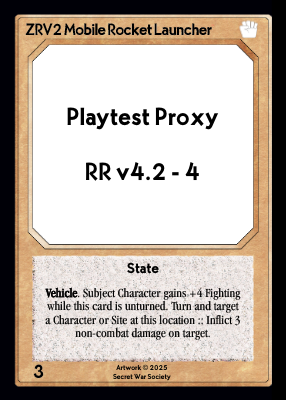 ZRV2 Mobile Rocket Launcher
Playtest Proxy
RR v4.2 - 4
State
Vehicle. Subject Character gains +4 Fighting
while this card is unturned. Turn and target
a Character or Site at this location :: Inflict 3
non-combat damage on target.
3
Artwork © 2025
Secret War Society